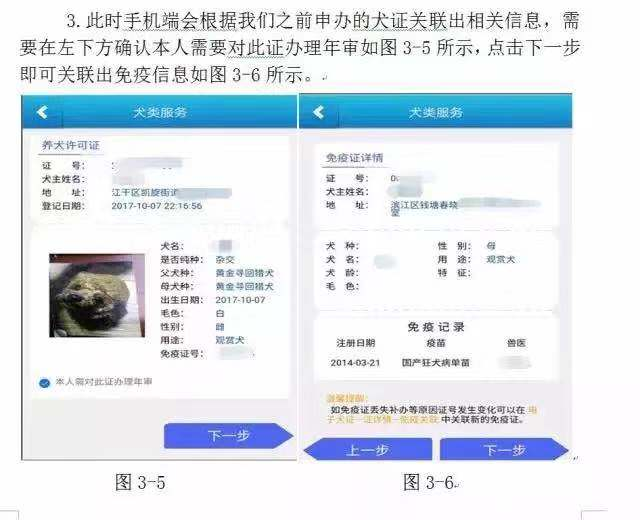 3.此时手机端会根据我们之前申办的犬证关联出相关信息，需
要在左下方确认本人需要对此证办理年审如图3-5所示，点击下一步
即可关联出免疫信息如图3-6所示。
犬类服务
养犬许可证
证 号：
犬主姓名：
地 址：江干区凯旋街道
登记日期：2017-10-07 22:16:56
犬名：
是否纯种：杂交
父犬种：黄金寻回猎犬
母犬种：黄金寻回猎犬
出生日期：2017-10-07
毛色：白
性别：雌
用途：观赏犬
免疫证号：
本人需对此证办理年审
下一步
图 3-5
犬类服务
免疫证详情
证 号：0
犬主姓名：
地 址：滨江区钱塘春晓
室
犬 种： 性 别：母
犬 名： 用 途：观赏犬
犬 龄： 特 征：
毛 色：
免 疫 记 录
注册日期 疫苗 兽医
2014-03-21 国产狂犬病单苗
温馨提醒：
如免疫证丢失补办等原因证号发生变化可以在 电
子犬证—证详情—免疫关联 中关联新的免疫证。
上一步 下一步
图 3-6